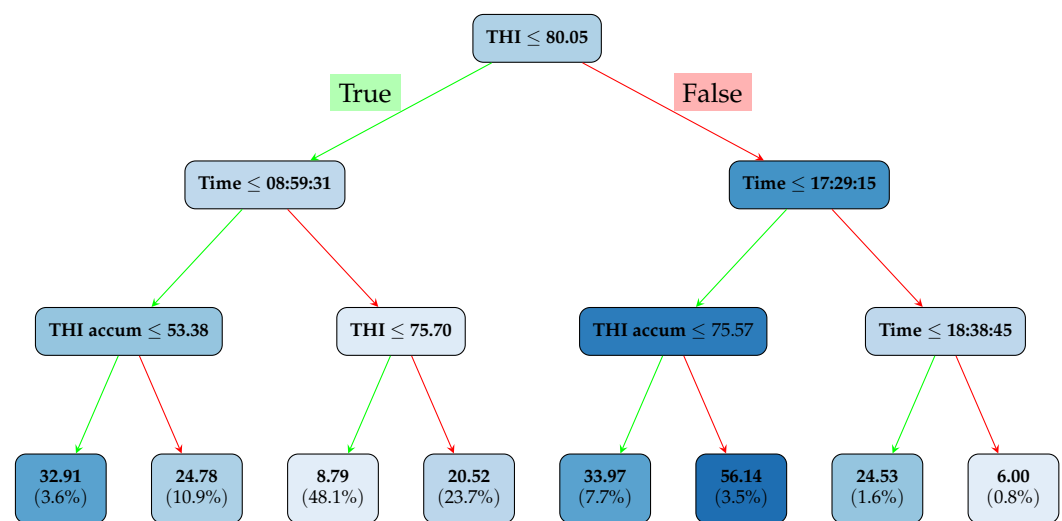 THI ≤ 80.05
True
False
Time ≤ 08:59:31
Time ≤ 17:29:15
THI accum ≤ 53.38
THI ≤ 75.70
THI accum ≤ 75.57
Time ≤ 18:38:45
32.91
(3.6%)
24.78
(10.9%)
8.79
(48.1%)
20.52
(23.7%)
33.97
(7.7%)
56.14
(3.5%)
24.53
(1.6%)
6.00
(0.8%)